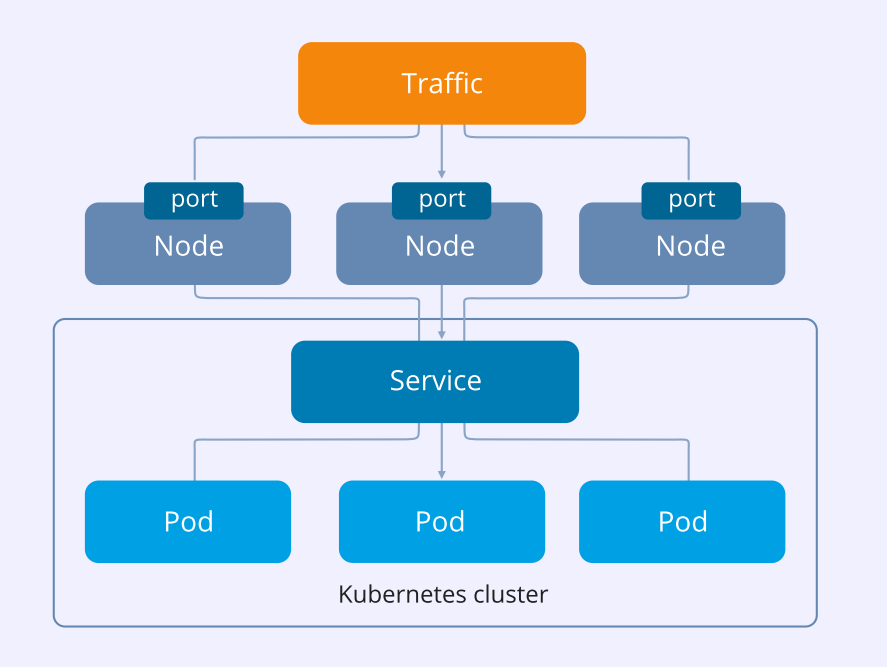 Traffic
port
port
port
Node
Node
Node
Service
Pod
Pod
Pod
Kubernetes cluster